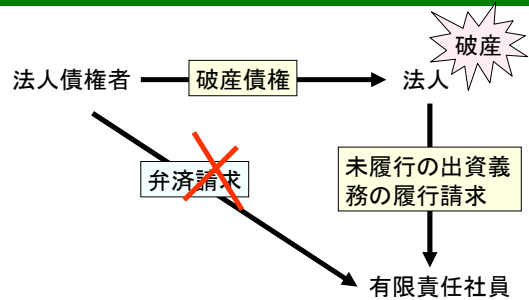 破産
法人債権者
破産債権
法人
弁済請求
未履行の出資義
務の履行請求
有限責任社員